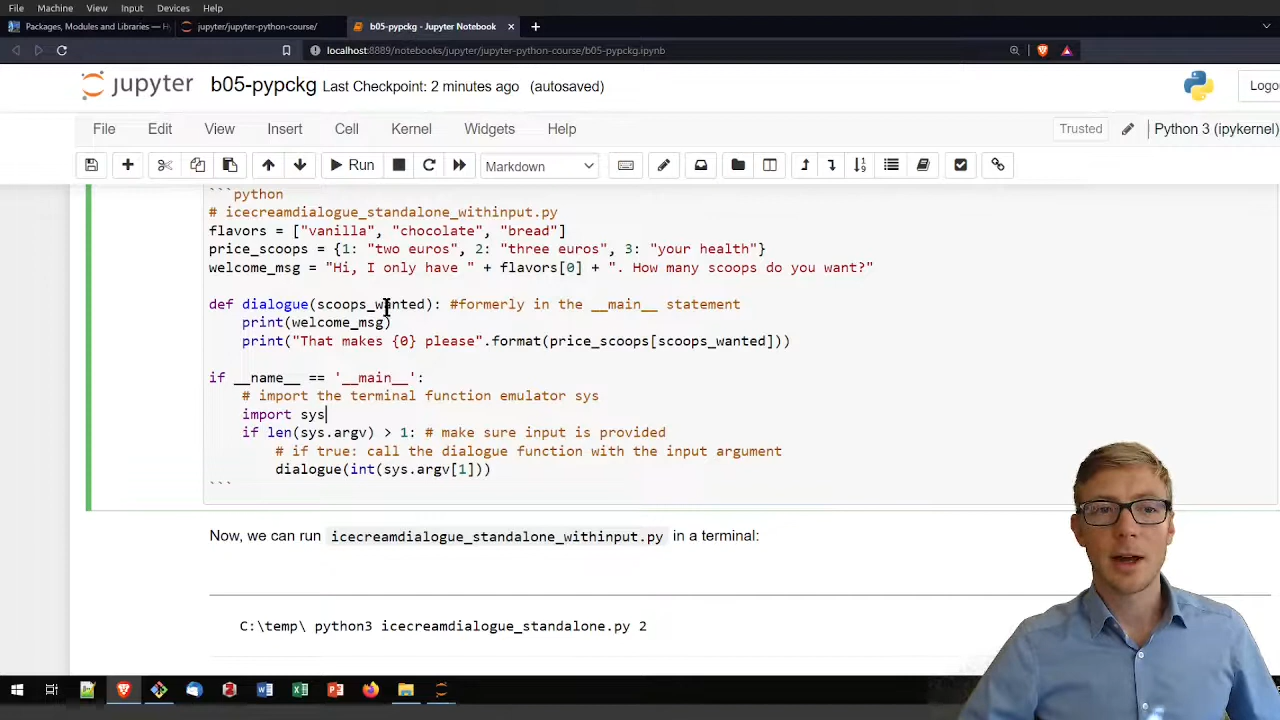 File Machine View Input Devices Help
Packages, Modules and Libraries — H
jupyter/jupyter-python-course/
b05-pypckg - Jupyter Notebook
localhost:8889/notebooks/jupyter/jupyter-python-course/b05-pypckg.ipynb
jupyter b05-pypckg Last Checkpoint: 2 minutes ago (autosaved)
Logo
File Edit View Insert Cell Kernel Widgets Help
Trusted
Python 3 (ipykernel)
Run
Markdown
```python
# icecreamdialogue_standalone_withinput.py
flavors = ["vanilla", "chocolate", "bread"]
price_scoops = {1: "two euros", 2: "three euros", 3: "your health"}
welcome_msg = "Hi, I only have " + flavors[0] + ". How many scoops do you want?"
def dialogue(scoops_wanted): #formerly in the __main__ statement
print(welcome_msg)
print("That makes {0} please".format(price_scoops[scoops_wanted]))
if __name__ == '__main__':
# import the terminal function emulator sys
import sys
if len(sys.argv) > 1: # make sure input is provided
# if true: call the dialogue function with the input argument
dialogue(int(sys.argv[1]))
```
Now, we can run icecreamdialogue_standalone_withinput.py in a terminal:
C:\temp\ python3 icecreamdialogue_standalone.py 2